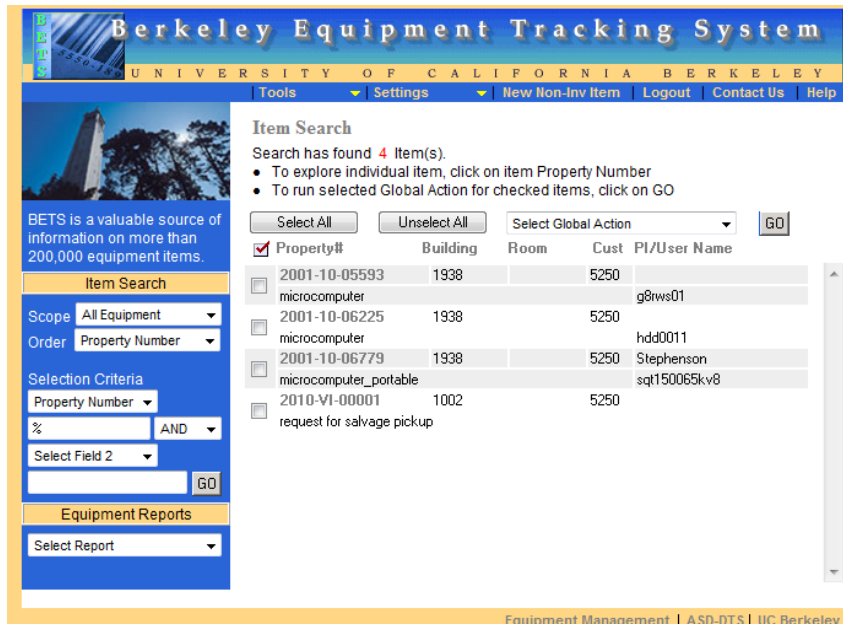 Berkeley Equipment Tracking System
BETS
UNIVERSITY OF CALIFORNIA BERKELEY
Tools | Settings | New Non-Inv Item | Logout | Contact Us | Help
Item Search
Search has found 4 Item(s).
• To explore individual item, click on item Property Number
• To run selected Global Action for checked items, click on GO
BETS is a valuable source of
information on more than
200,000 equipment items.
Item Search
Scope All Equipment
Order Property Number
Selection Criteria
Property Number
% AND
Select Field 2
GO
Equipment Reports
Select Report
Select All Unselect All Select Global Action GO
Property# Building Room Cust PI/User Name
2001-10-05593 1938 5250
microcomputer g8rws01
2001-10-06225 1938 5250
microcomputer hdd0011
2001-10-06779 1938 5250 Stephenson
microcomputer_portable sqt150065kv8
2010-VI-00001 1002 5250
request for salvage pickup
Equipment Management | ASD-DTS | UC Berkeley